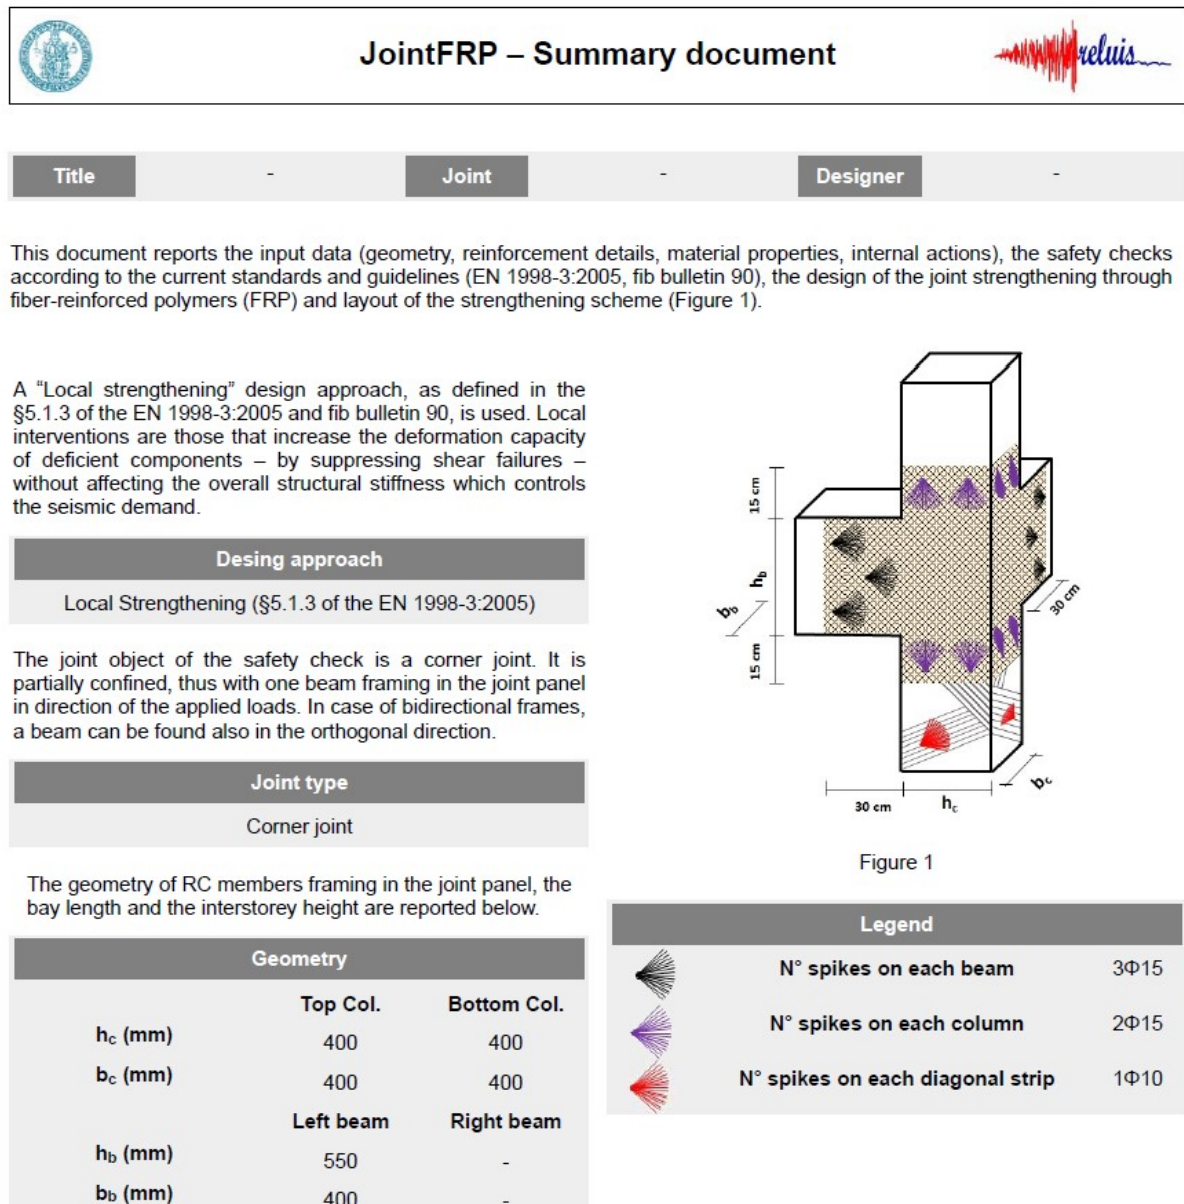 JointFRP – Summary document
reluis
Title - Joint - Designer -
This document reports the input data (geometry, reinforcement details, material properties, internal actions), the safety checks
according to the current standards and guidelines (EN 1998-3:2005, fib bulletin 90), the design of the joint strengthening through
fiber-reinforced polymers (FRP) and layout of the strengthening scheme (Figure 1).
A “Local strengthening” design approach, as defined in the
§5.1.3 of the EN 1998-3:2005 and fib bulletin 90, is used. Local
interventions are those that increase the deformation capacity
of deficient components – by suppressing shear failures –
without affecting the overall structural stiffness which controls
the seismic demand.
Desing approach
Local Strengthening (§5.1.3 of the EN 1998-3:2005)
The joint object of the safety check is a corner joint. It is
partially confined, thus with one beam framing in the joint panel
in direction of the applied loads. In case of bidirectional frames,
a beam can be found also in the orthogonal direction.
Joint type
Corner joint
The geometry of RC members framing in the joint panel, the
bay length and the interstorey height are reported below.
Geometry
Top Col. Bottom Col.
hc (mm) 400 400
bc (mm) 400 400
Left beam Right beam
hb (mm) 550 -
bb (mm) 400 -
15 cm
hb
bb
15 cm
30 cm
bc
30 cm
hc
Figure 1
Legend
N° spikes on each beam 3Φ15
N° spikes on each column 2Φ15
N° spikes on each diagonal strip 1Φ10